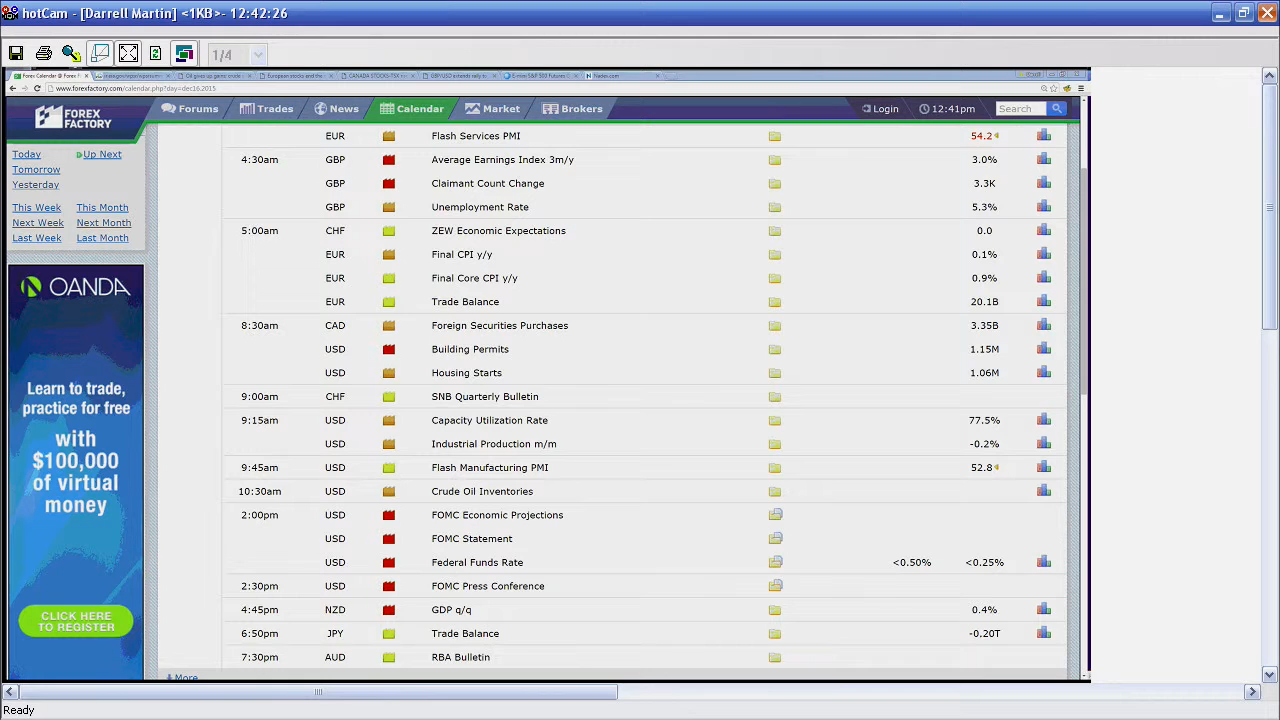 hotCam - [Darrell Martin] <1KB>- 12:42:26
1/4
Forex Calendar @ Forex F
www.forexfactory.com/calendar.php?day=dec16.2015
FOREX FACTORY
Forums Trades News Calendar Market Brokers Login 12:41pm Search
Today Up Next
Tomorrow
Yesterday
This Week This Month
Next Week Next Month
Last Week Last Month
OANDA
Learn to trade,
practice for free
with
$100,000
of virtual
money
CLICK HERE
TO REGISTER
EUR Flash Services PMI 54.2
4:30am GBP Average Earnings Index 3m/y 3.0%
GBP Claimant Count Change 3.3K
GBP Unemployment Rate 5.3%
5:00am CHF ZEW Economic Expectations 0.0
EUR Final CPI y/y 0.1%
EUR Final Core CPI y/y 0.9%
EUR Trade Balance 20.1B
8:30am CAD Foreign Securities Purchases 3.35B
USD Building Permits 1.15M
USD Housing Starts 1.06M
9:00am CHF SNB Quarterly Bulletin
9:15am USD Capacity Utilization Rate 77.5%
USD Industrial Production m/m -0.2%
9:45am USD Flash Manufacturing PMI 52.8
10:30am USD Crude Oil Inventories
2:00pm USD FOMC Economic Projections
USD FOMC Statement
USD Federal Funds Rate <0.50% <0.25%
2:30pm USD FOMC Press Conference
4:45pm NZD GDP q/q 0.4%
6:50pm JPY Trade Balance -0.20T
7:30pm AUD RBA Bulletin
More
Ready